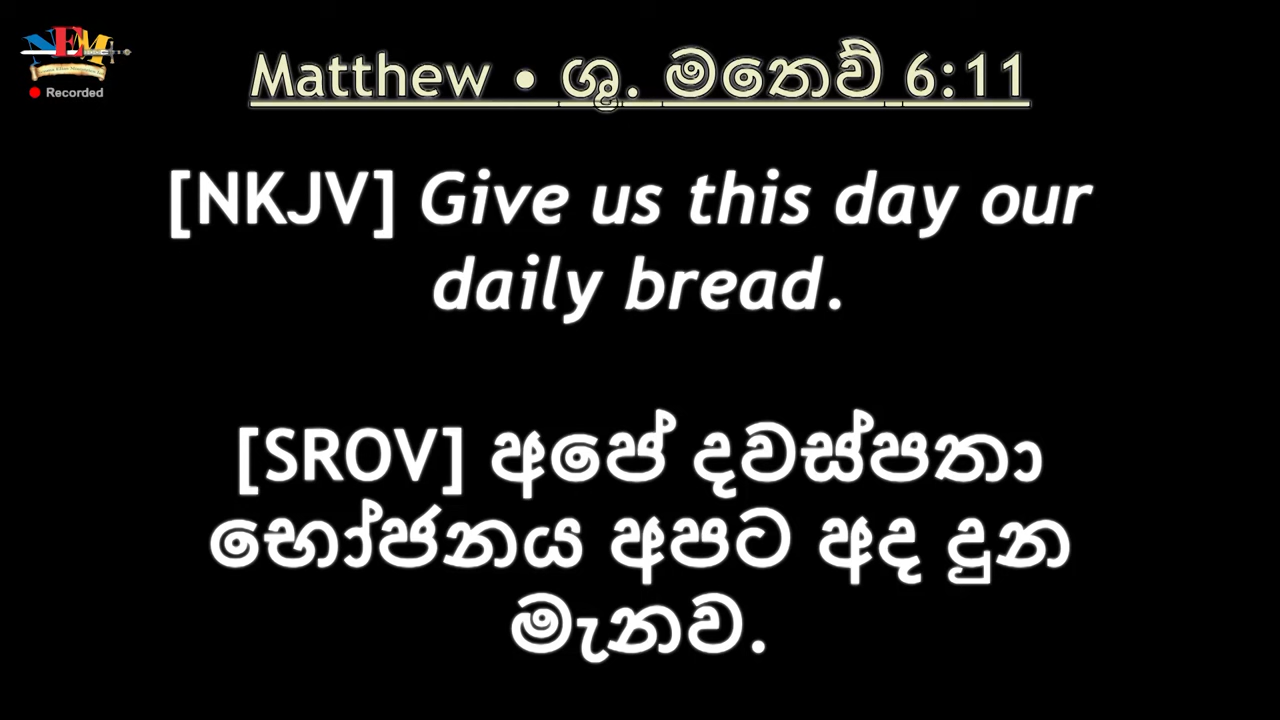 NEM
Recorded
Matthew • ශු. මතෙව් 6:11
[NKJV] Give us this day our
daily bread.
[SROV] අපේ දවස්පතා
භෝජනය අපට අද දුන
මැනව.